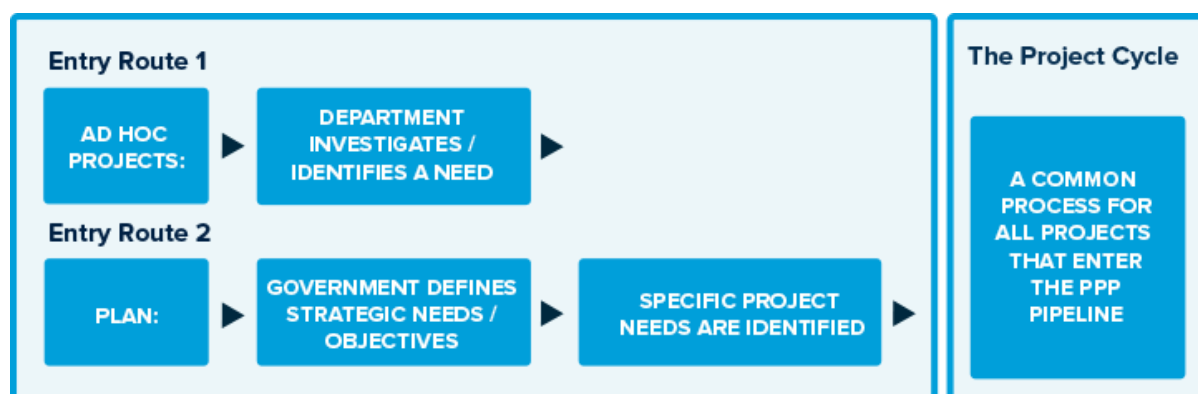 Entry Route 1
AD HOC
PROJECTS:
DEPARTMENT
INVESTIGATES /
IDENTIFIES A NEED
Entry Route 2
PLAN:
GOVERNMENT DEFINES
STRATEGIC NEEDS /
OBJECTIVES
SPECIFIC PROJECT
NEEDS ARE IDENTIFIED
The Project Cycle
A COMMON
PROCESS FOR
ALL PROJECTS
THAT ENTER
THE PPP
PIPELINE